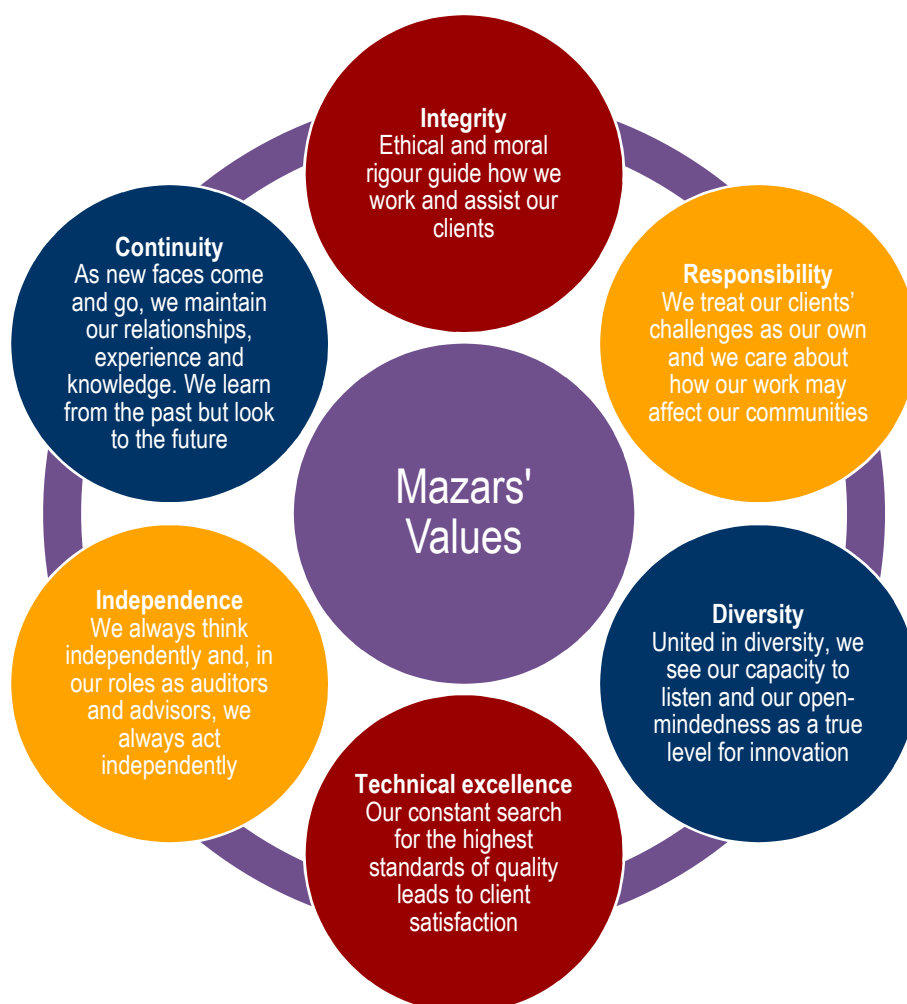 Integrity
Ethical and moral
rigour guide how we
work and assist our
clients
Responsibility
We treat our clients’
challenges as our own
and we care about
how our work may
affect our communities
Diversity
United in diversity, we
see our capacity to
listen and our open-
mindedness as a true
level for innovation
Technical excellence
Our constant search
for the highest
standards of quality
leads to client
satisfaction
Independence
We always think
independently and, in
our roles as auditors
and advisors, we
always act
independently
Continuity
As new faces come
and go, we maintain
our relationships,
experience and
knowledge. We learn
from the past but look
to the future
Mazars'
Values